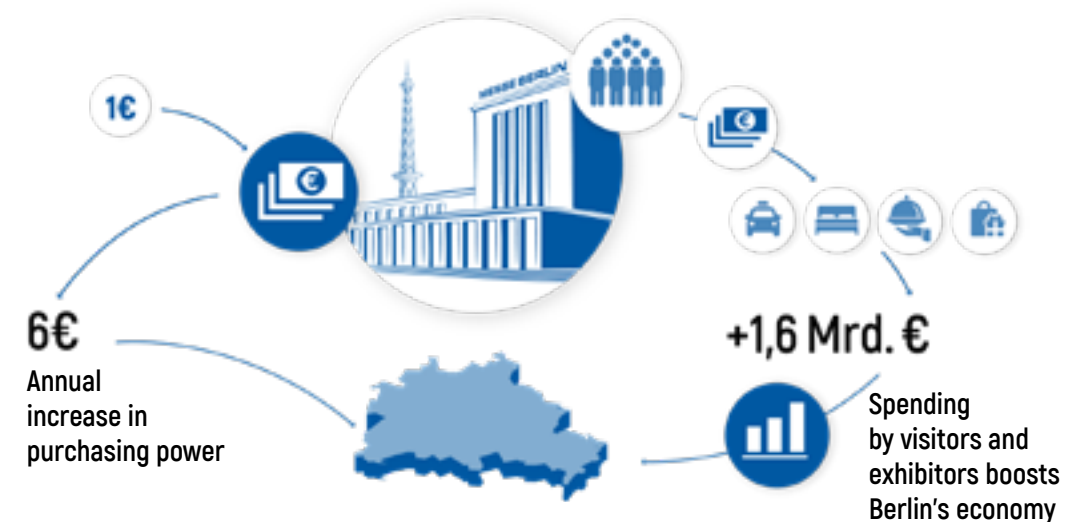 MESSE BERLIN
1€
6€
Annual
increase in
purchasing power
+1,6 Mrd. €
Spending
by visitors and
exhibitors boosts
Berlin's economy